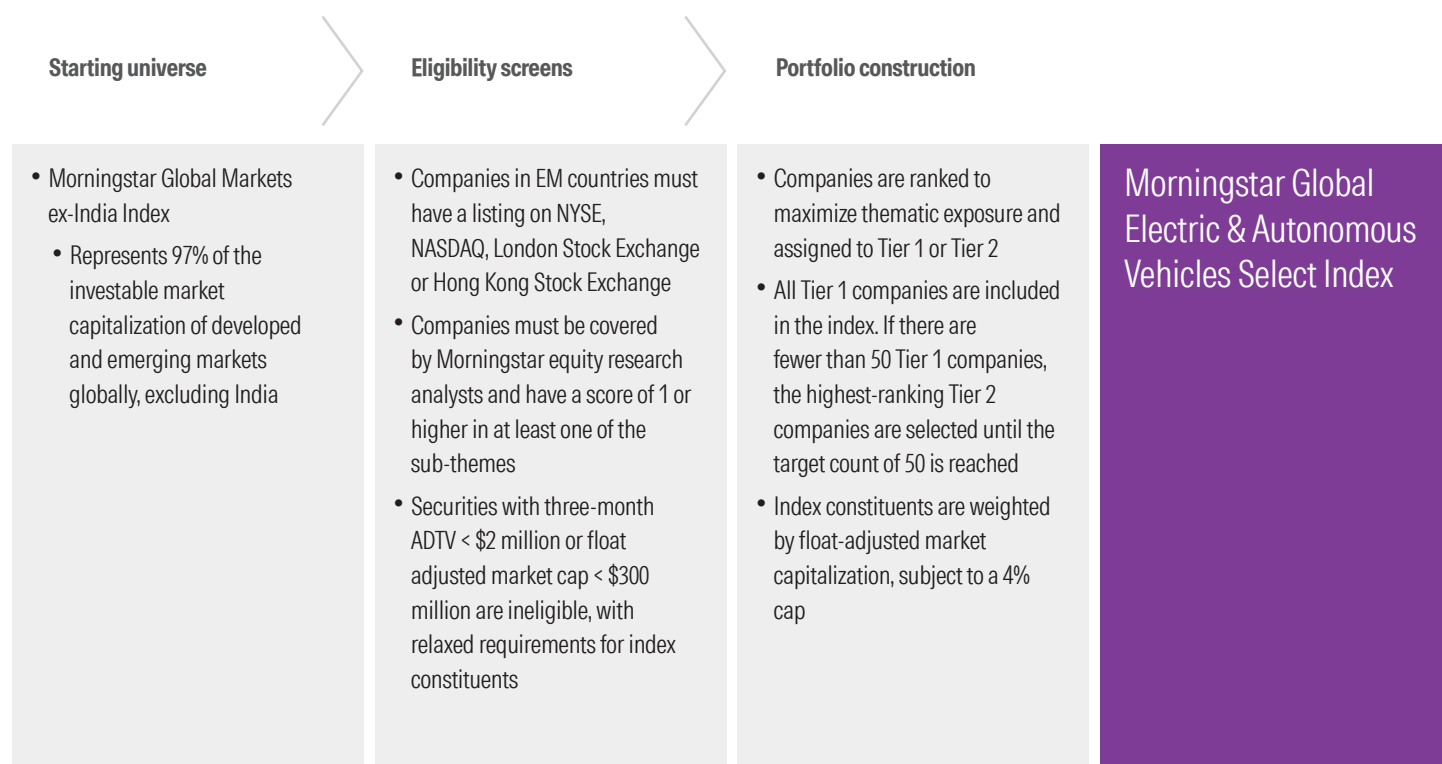 Starting universe
Eligibility screens
Portfolio construction
• Morningstar Global Markets
ex-India Index
• Represents 97% of the
investable market
capitalization of developed
and emerging markets
globally, excluding India
• Companies in EM countries must
have a listing on NYSE,
NASDAQ, London Stock Exchange
or Hong Kong Stock Exchange
• Companies must be covered
by Morningstar equity research
analysts and have a score of 1 or
higher in at least one of the
sub-themes
• Securities with three-month
ADTV < $2 million or float
adjusted market cap < $300
million are ineligible, with
relaxed requirements for index
constituents
• Companies are ranked to
maximize thematic exposure and
assigned to Tier 1 or Tier 2
• All Tier 1 companies are included
in the index. If there are
fewer than 50 Tier 1 companies,
the highest-ranking Tier 2
companies are selected until the
target count of 50 is reached
• Index constituents are weighted
by float-adjusted market
capitalization, subject to a 4%
cap
Morningstar Global
Electric & Autonomous
Vehicles Select Index